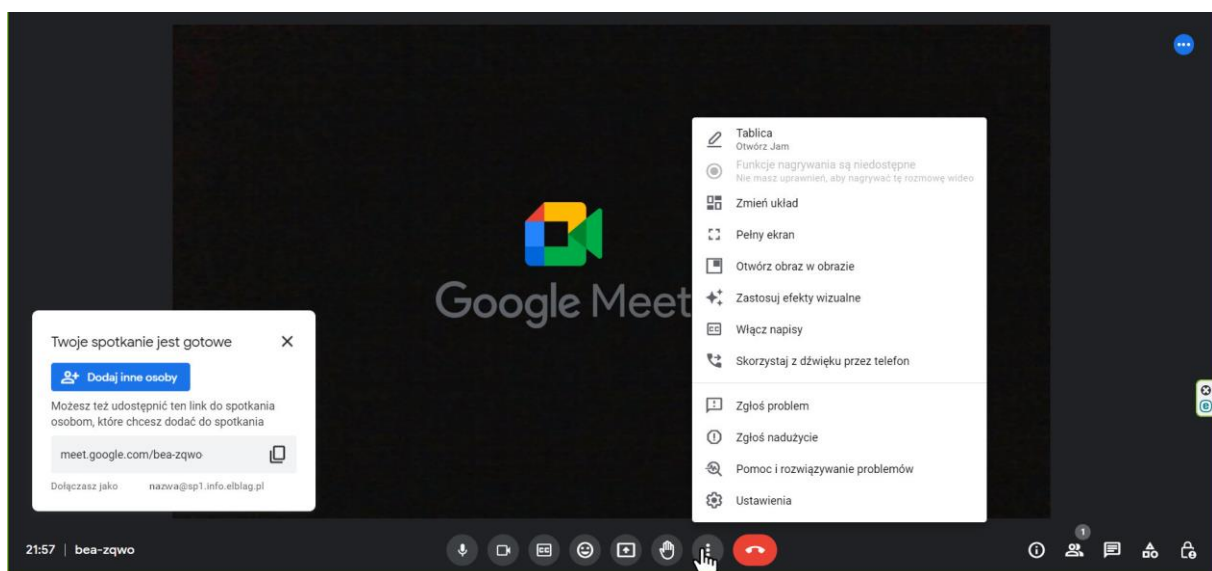 Tablica
Otwórz Jam
Funkcje nagrywania są niedostępne
Nie masz uprawnień, aby nagrywać tę rozmowę wideo
Zmień układ
Pełny ekran
Otwórz obraz w obrazie
Zastosuj efekty wizualne
Włącz napisy
Skorzystaj z dźwięku przez telefon
Zgłoś problem
Zgłoś nadużycie
Pomoc i rozwiązywanie problemów
Ustawienia
Google Meet
Twoje spotkanie jest gotowe
Dodaj inne osoby
Możesz też udostępnić ten link do spotkania
osobom, które chcesz dodać do spotkania
meet.google.com/bea-zqwo
Dołączasz jako nazwa@sp1.info.elblag.pl
21:57 | bea-zqwo
CC
1